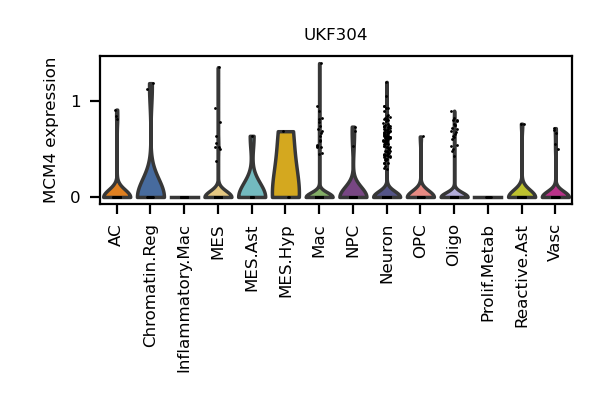 UKF304
MCM4 expression
1
0
AC
Chromatin.Reg
Inflammatory.Mac
MES
MES.Ast
MES.Hyp
Mac
NPC
Neuron
OPC
Oligo
Prolif.Metab
Reactive.Ast
Vasc